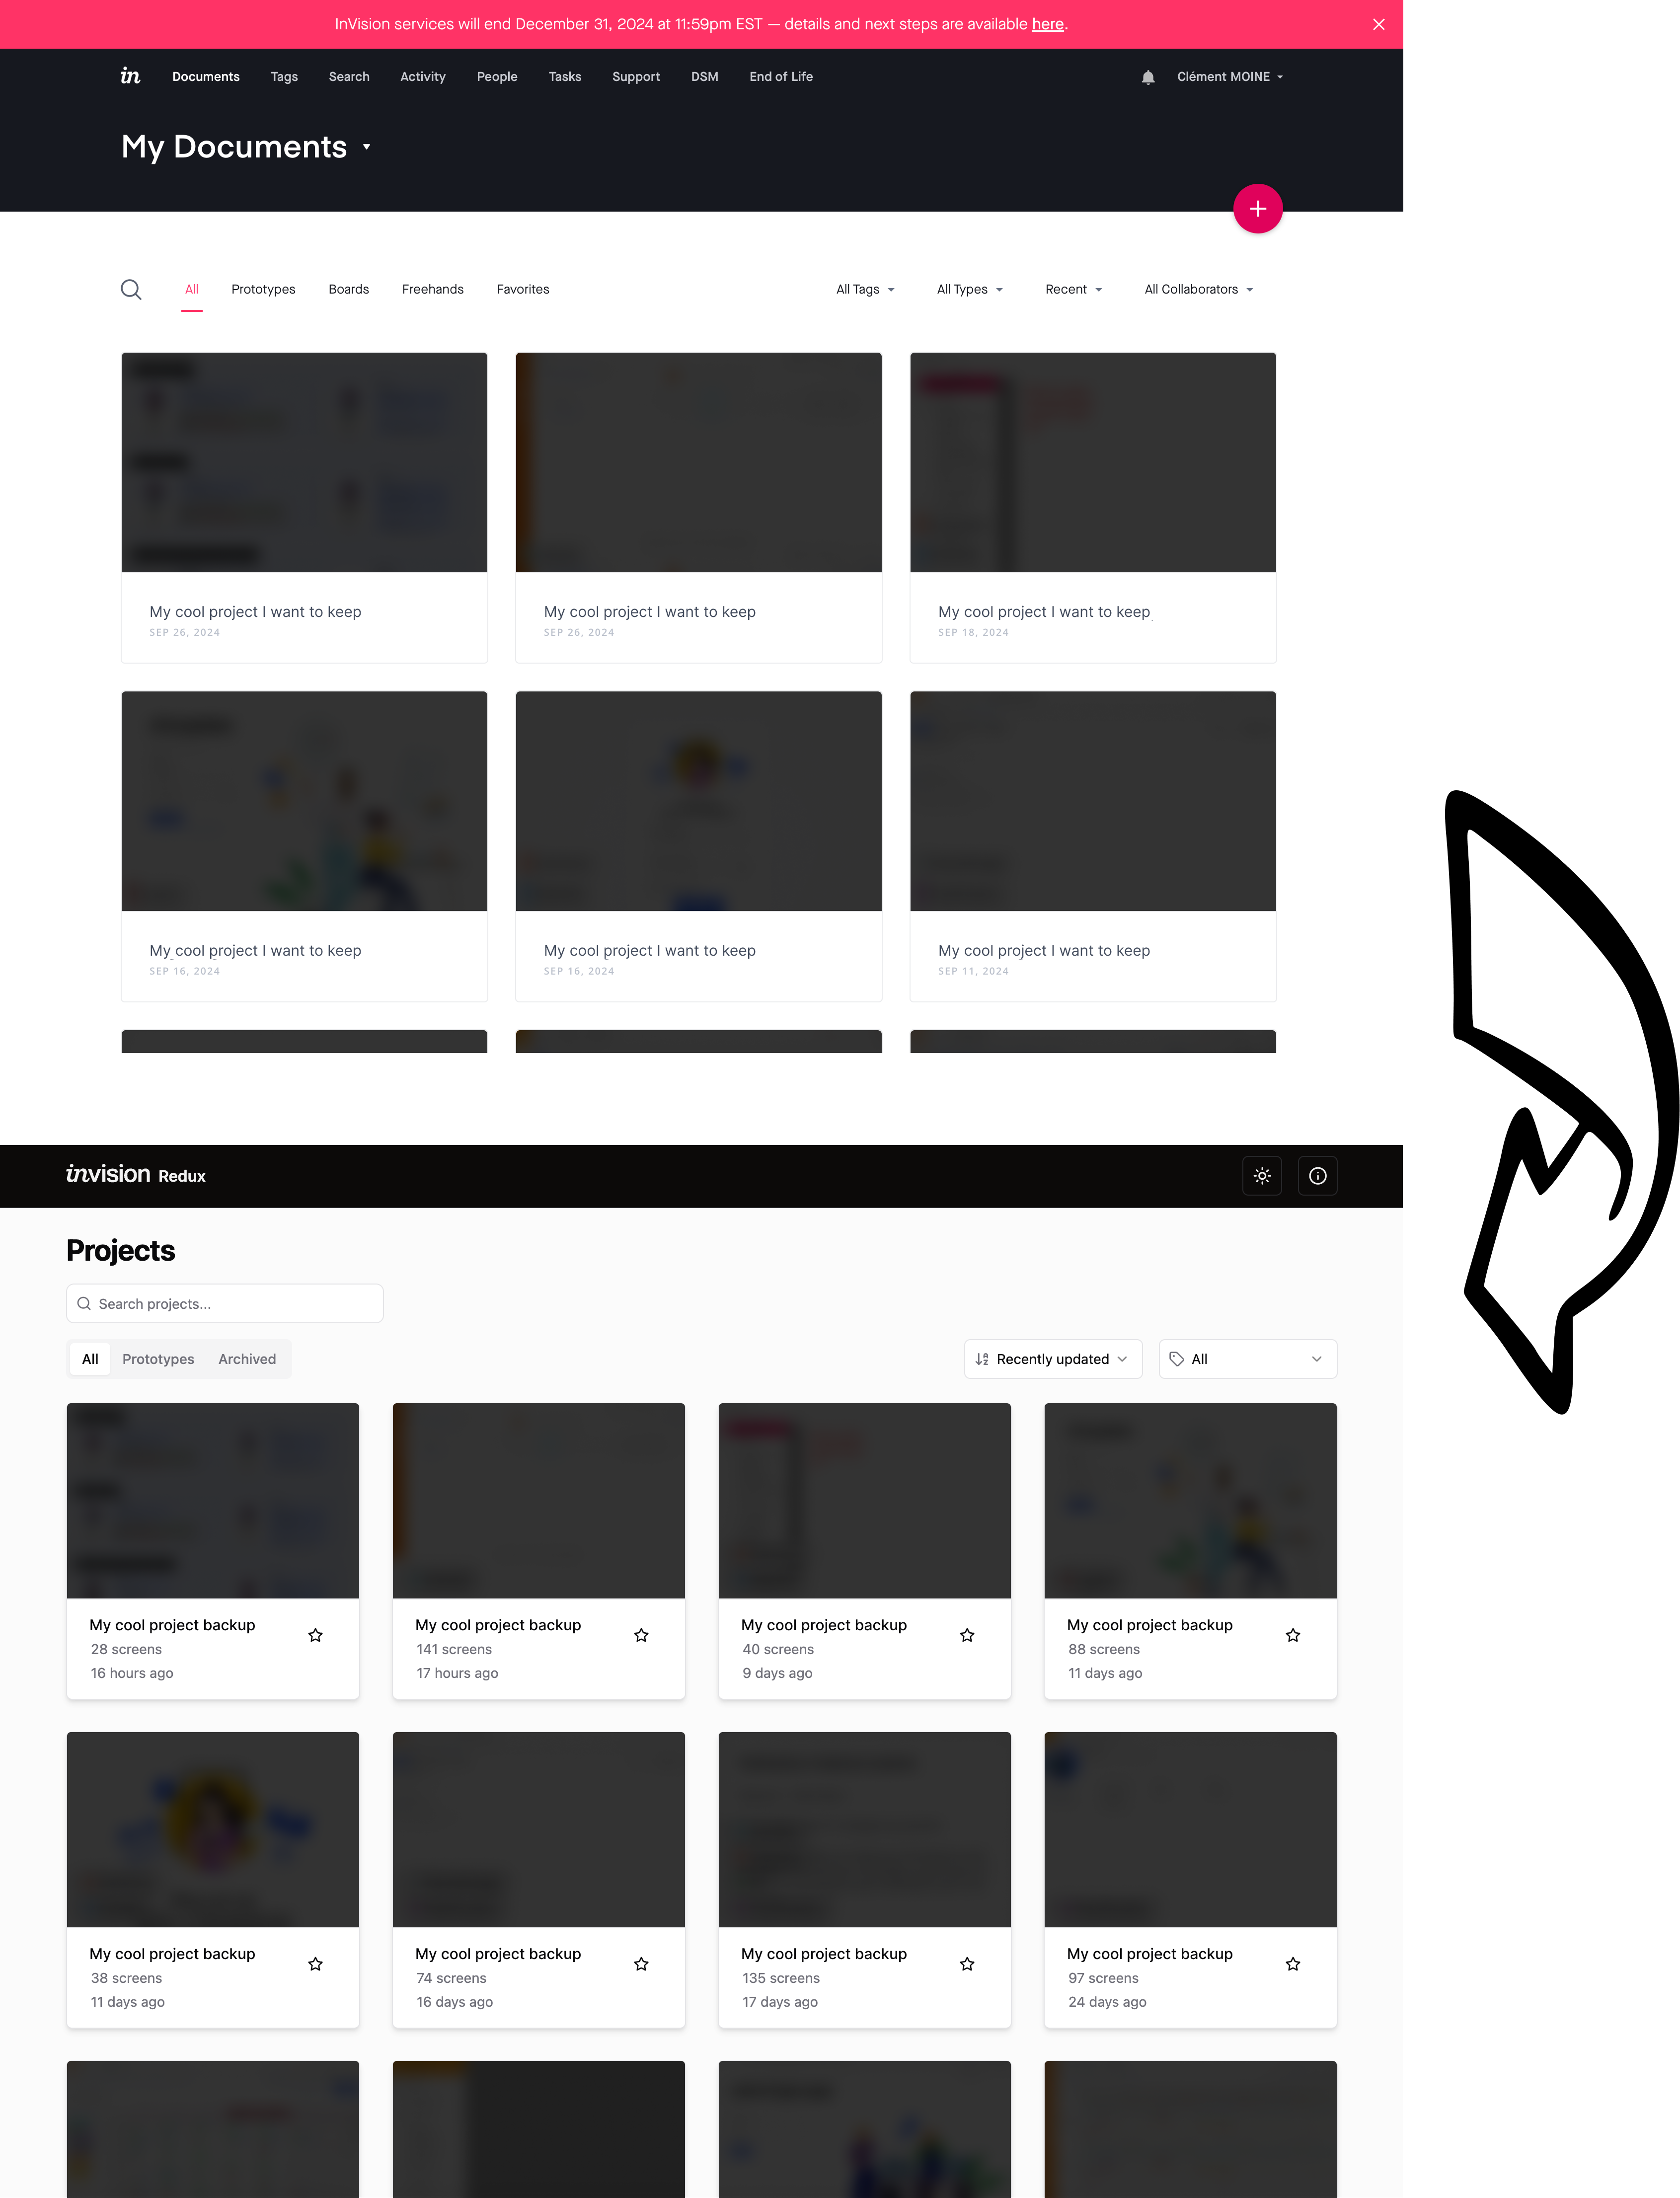 InVision services will end December 31, 2024 at 11:59pm EST — details and next steps are available here.
in Documents Tags Search Activity People Tasks Support DSM End of Life Clément MOINE
My Documents
All Prototypes Boards Freehands Favorites All Tags All Types Recent All Collaborators
My cool project I want to keep My cool project I want to keep My cool project I want to keep
SEP 26, 2024 SEP 26, 2024 SEP 18, 2024
My cool project I want to keep My cool project I want to keep My cool project I want to keep
SEP 16, 2024 SEP 16, 2024 SEP 11, 2024
invision Redux
Projects
Search projects...
All Prototypes Archived Recently updated All
My cool project backup My cool project backup My cool project backup My cool project backup
28 screens 141 screens 40 screens 88 screens
16 hours ago 17 hours ago 9 days ago 11 days ago
My cool project backup My cool project backup My cool project backup My cool project backup
38 screens 74 screens 135 screens 97 screens
11 days ago 16 days ago 17 days ago 24 days ago